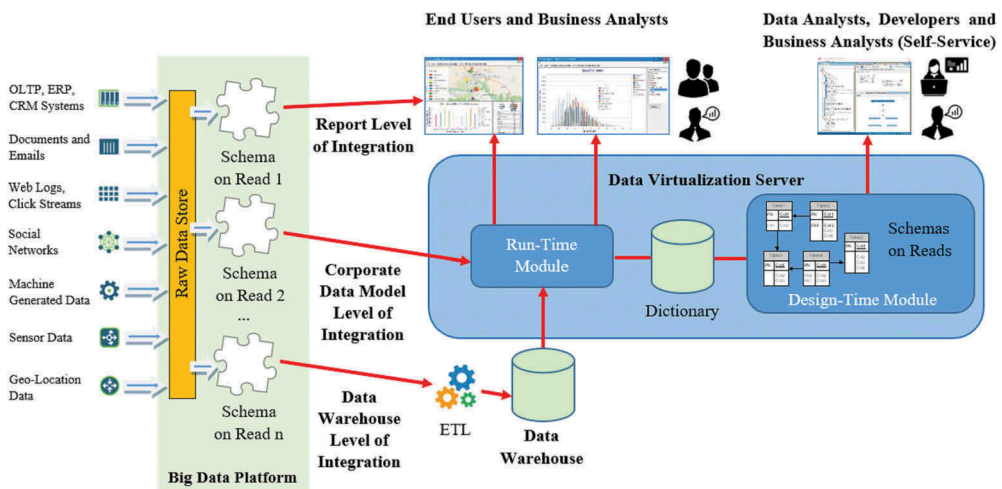 End Users and Business Analysts
Data Analysts, Developers and
Business Analysts (Self-Service)
OLTP, ERP,
CRM Systems
Documents and
Emails
Web Logs,
Click Streams
Social
Networks
Machine
Generated Data
Sensor Data
Geo-Location
Data
Raw Data Store
Schema
on Read 1
Schema
on Read 2
...
Schema
on Read n
Big Data Platform
Report Level
of Integration
Corporate
Data Model
Level of
Integration
Data
Warehouse
Level of
Integration
ETL
Data
Warehouse
Data Virtualization Server
Run-Time
Module
Dictionary
Schemas
on Reads
Design-Time Module